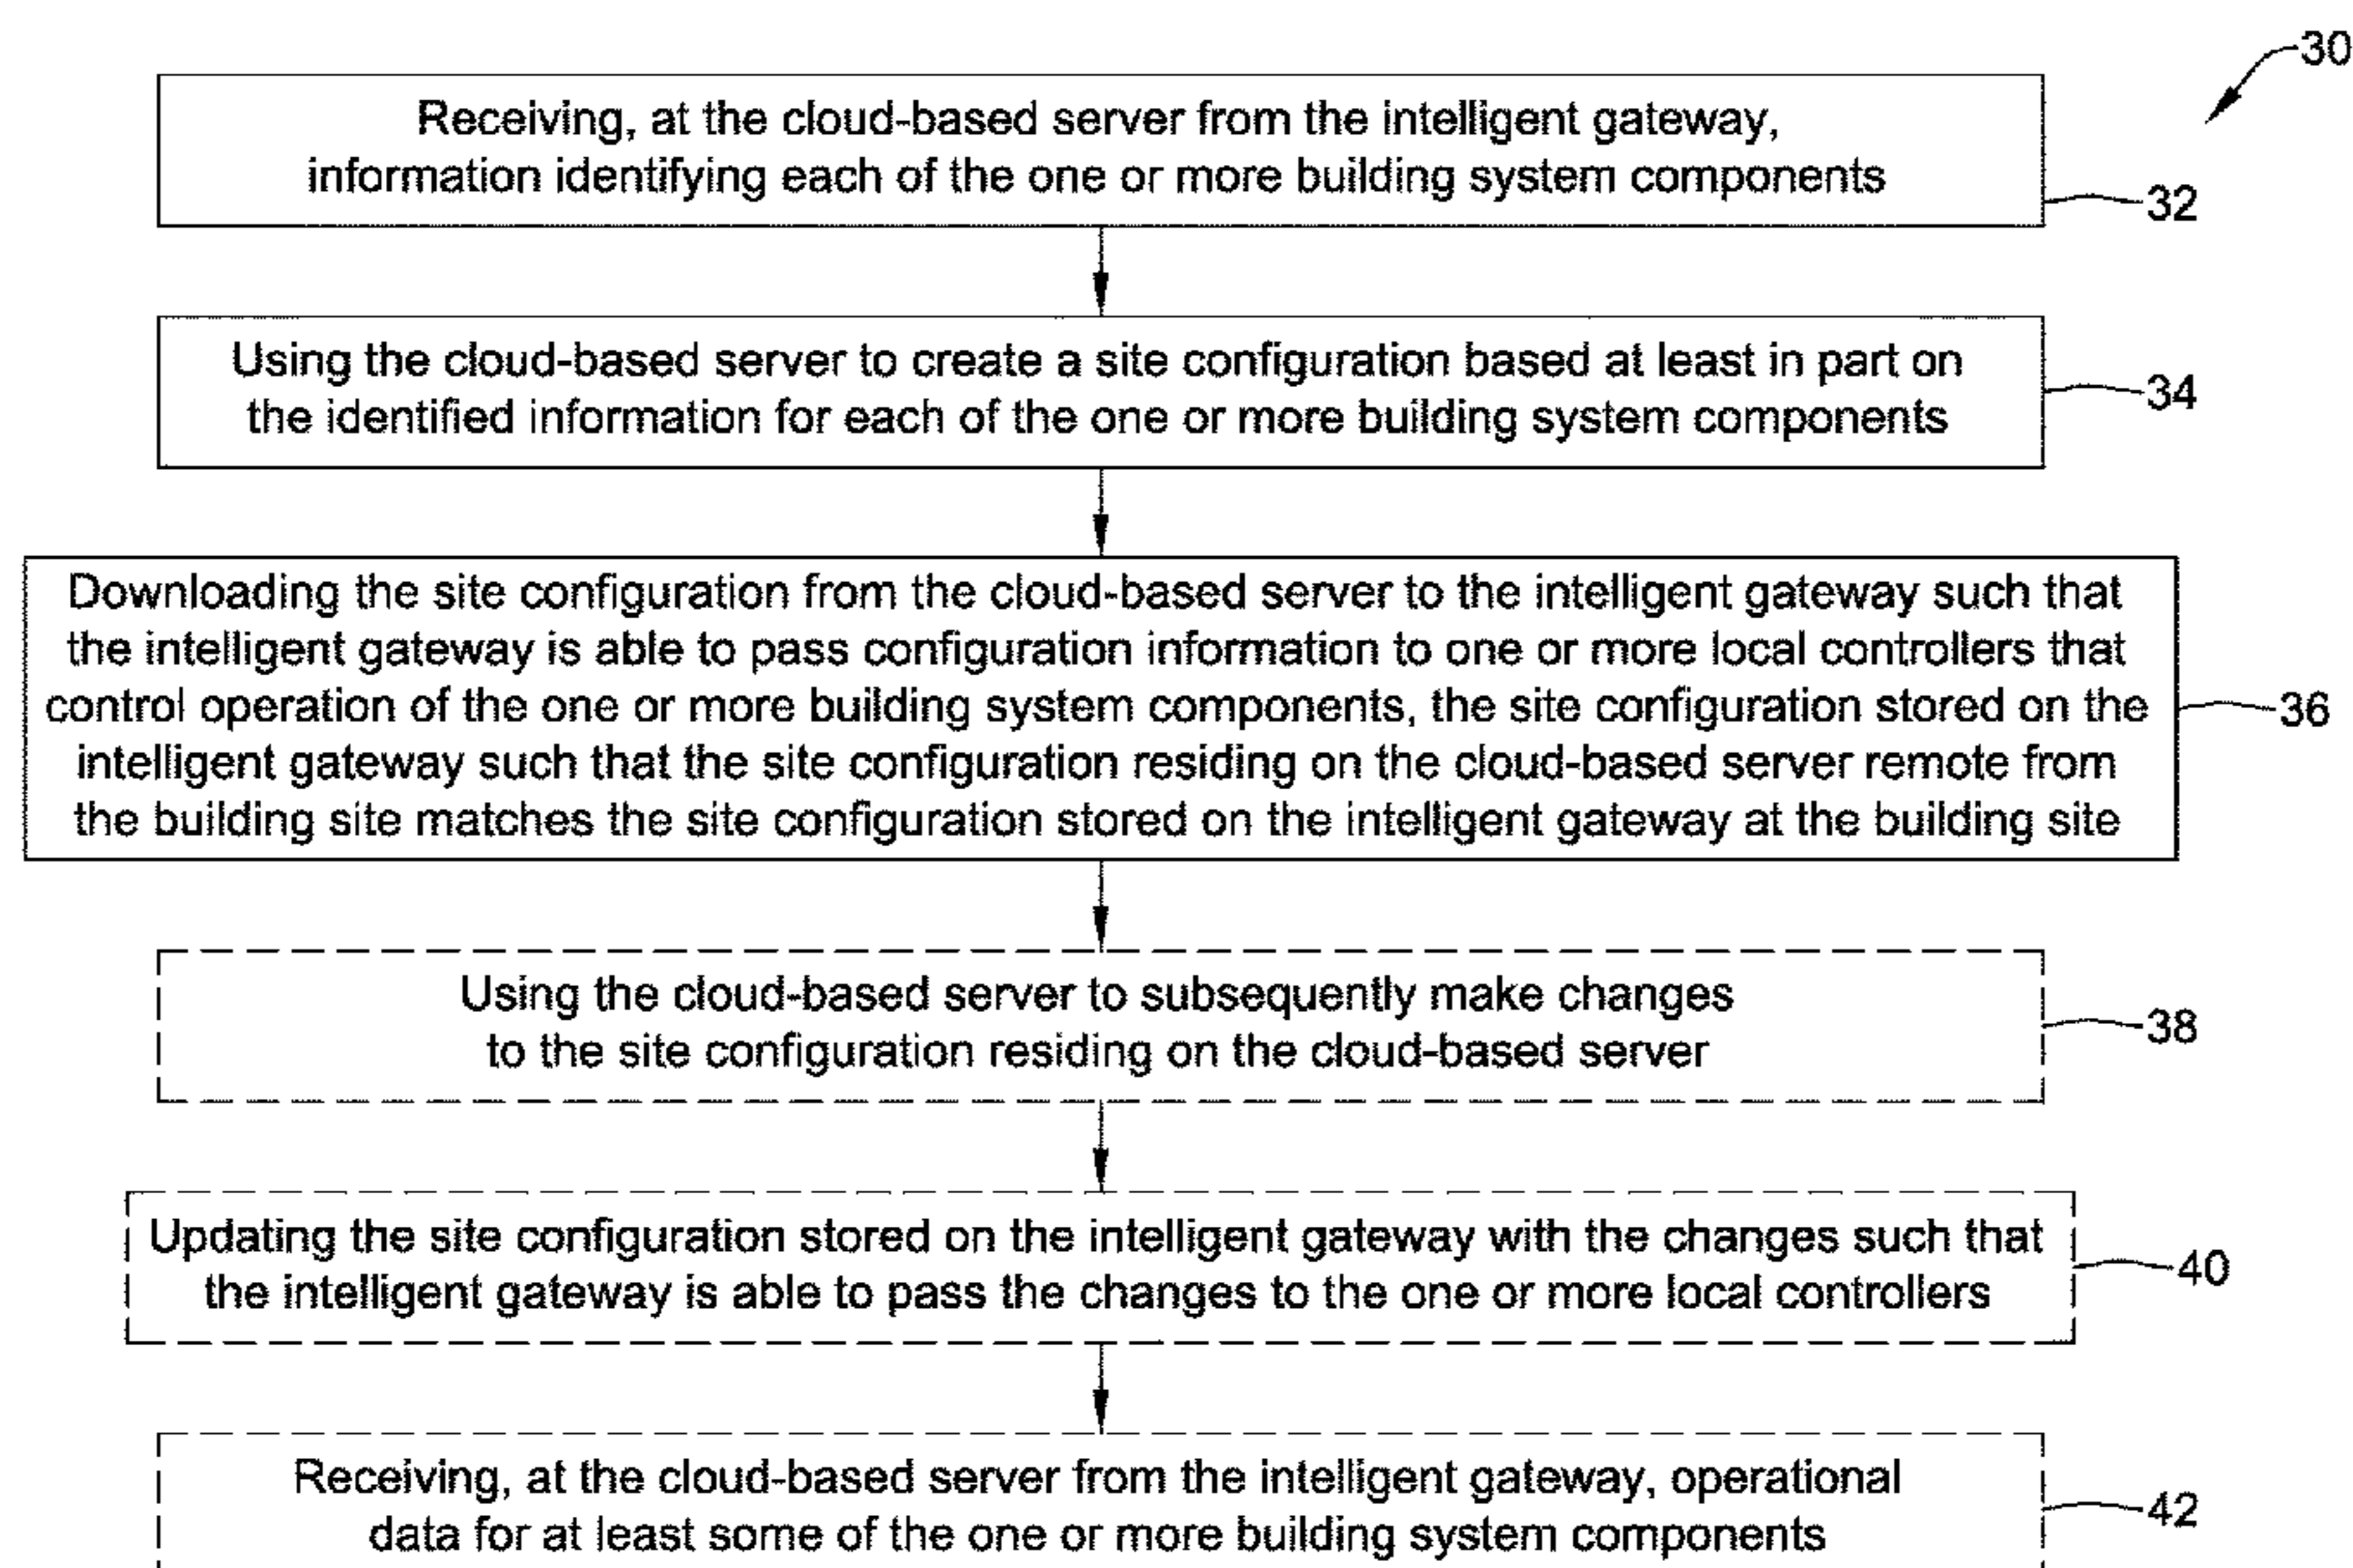 30
Receiving, at the cloud-based server from the intelligent gateway,
information identifying each of the one or more building system components
32
Using the cloud-based server to create a site configuration based at least in part on
the identified information for each of the one or more building system components
34
Downloading the site configuration from the cloud-based server to the intelligent gateway such that
the intelligent gateway is able to pass configuration information to one or more local controllers that
control operation of the one or more building system components, the site configuration stored on the
intelligent gateway such that the site configuration residing on the cloud-based server remote from
the building site matches the site configuration stored on the intelligent gateway at the building site
36
Using the cloud-based server to subsequently make changes
to the site configuration residing on the cloud-based server
38
Updating the site configuration stored on the intelligent gateway with the changes such that
the intelligent gateway is able to pass the changes to the one or more local controllers
40
Receiving, at the cloud-based server from the intelligent gateway, operational
data for at least some of the one or more building system components
42